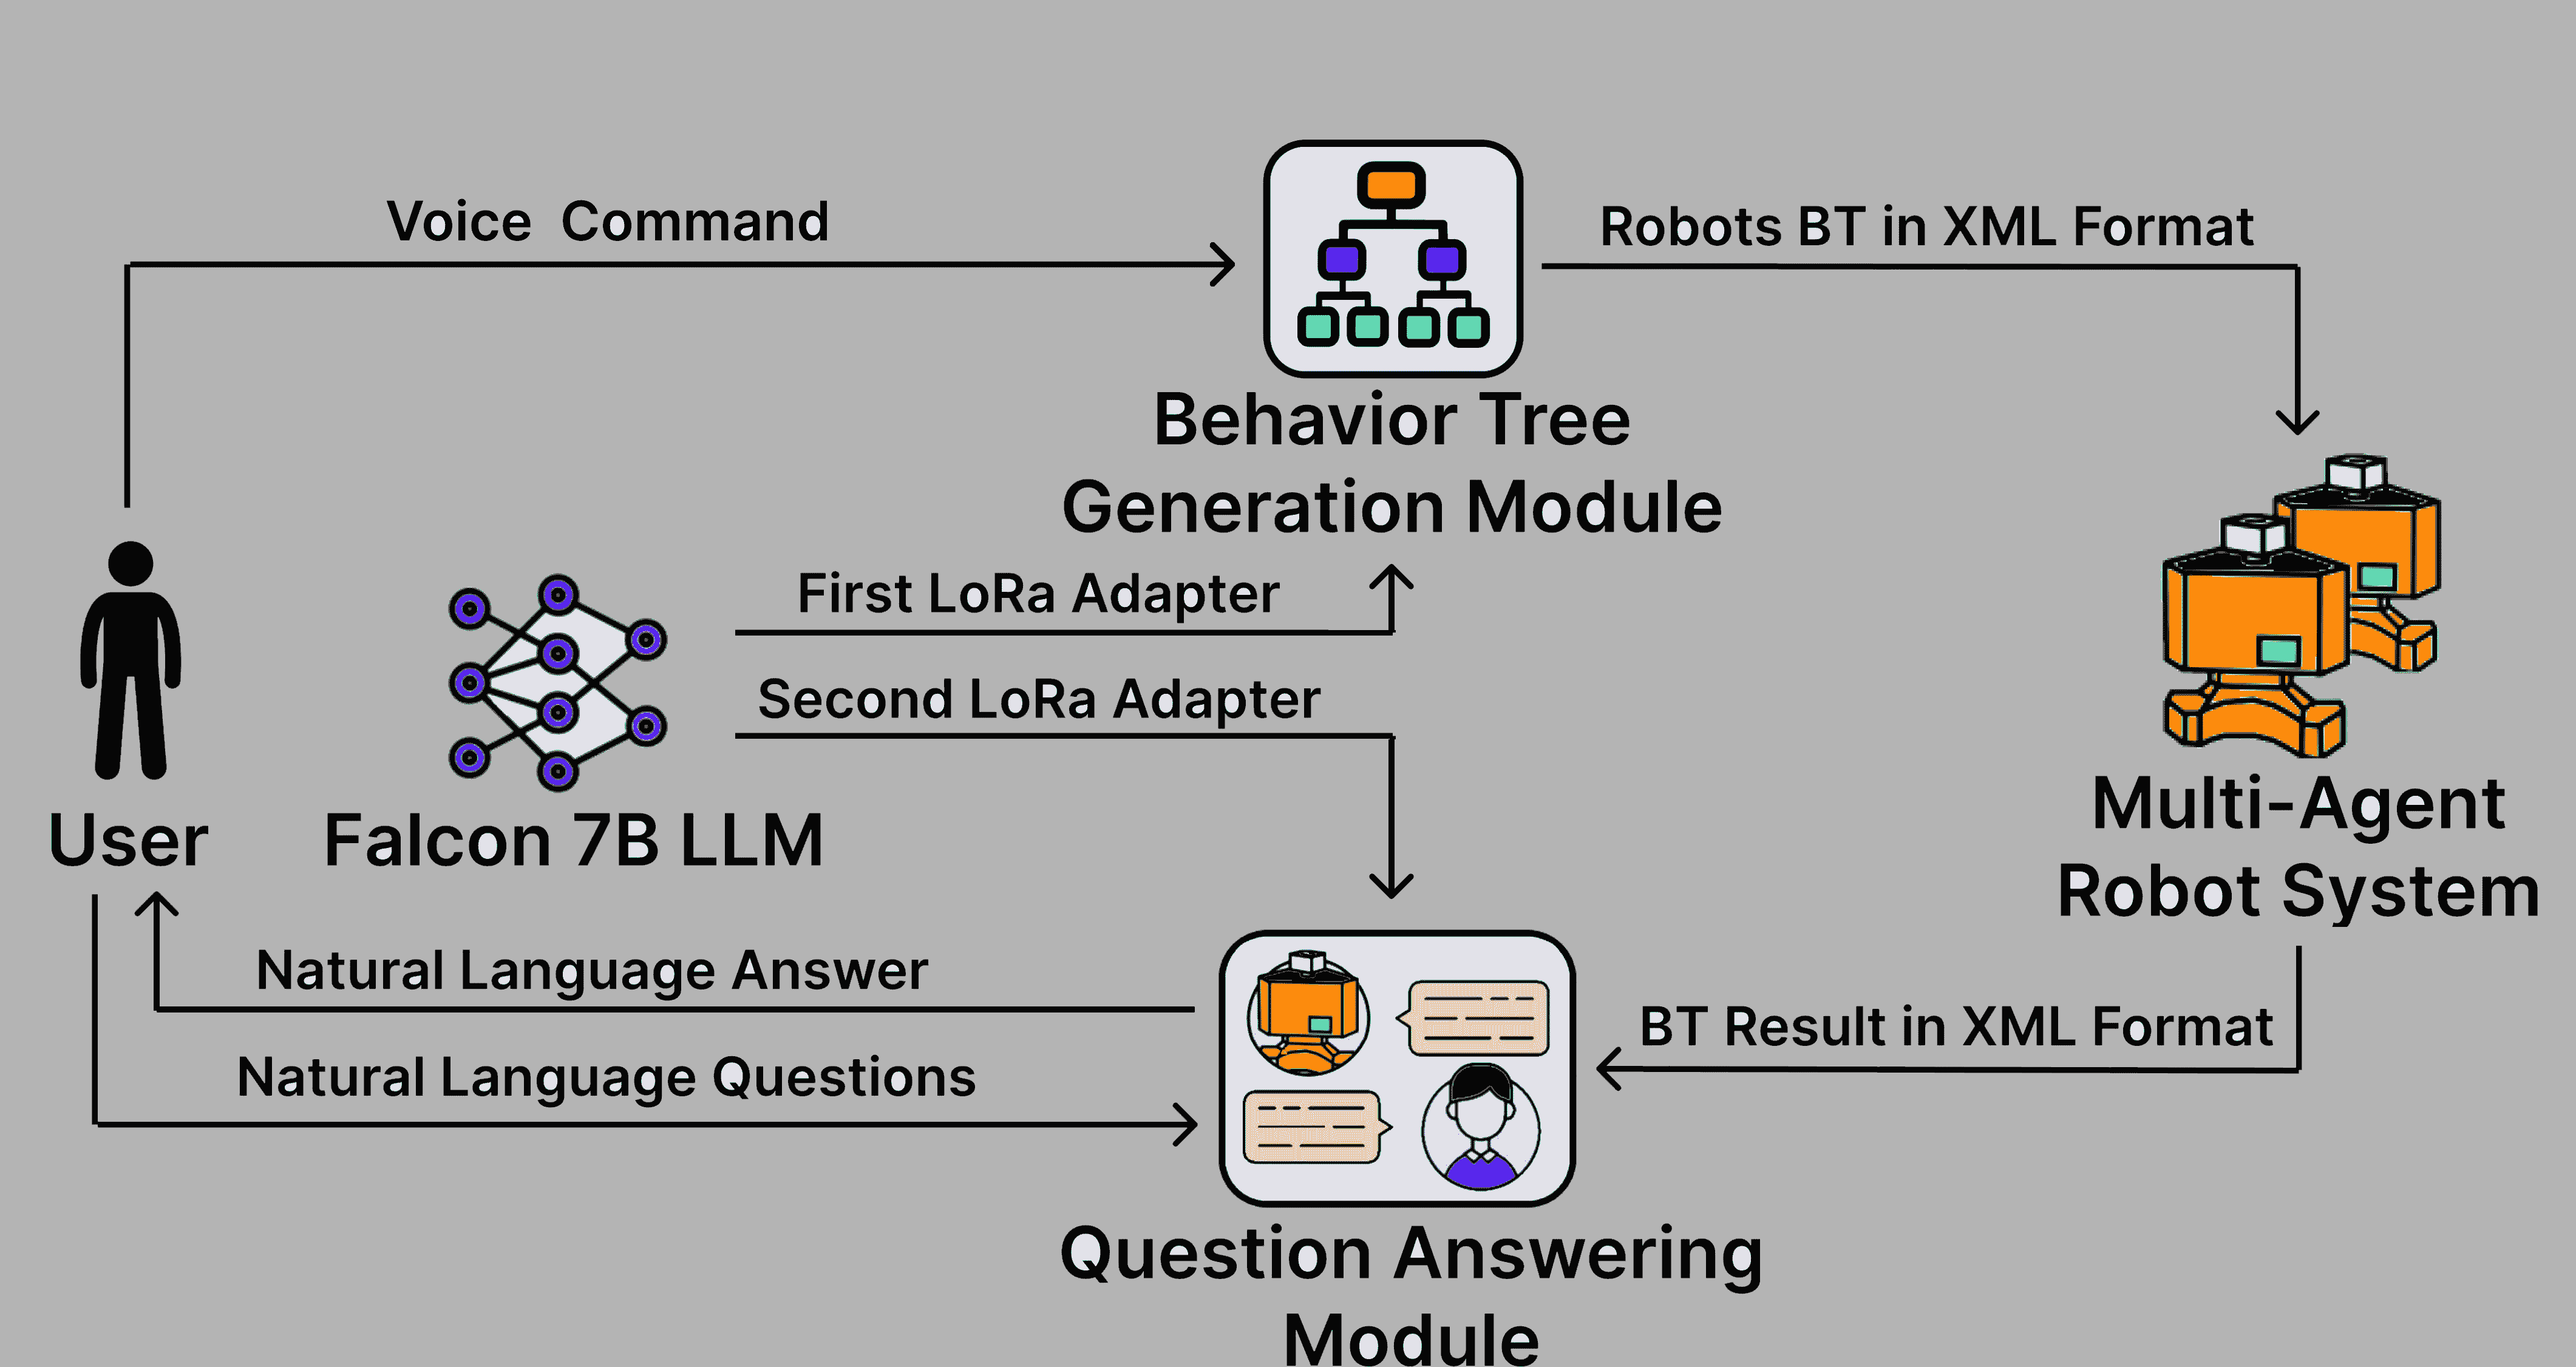 Voice Command
Robots BT in XML Format
Behavior Tree
Generation Module
First LoRa Adapter
Second LoRa Adapter
User
Falcon 7B LLM
Multi-Agent
Robot System
Natural Language Answer
BT Result in XML Format
Natural Language Questions
Question Answering
Module